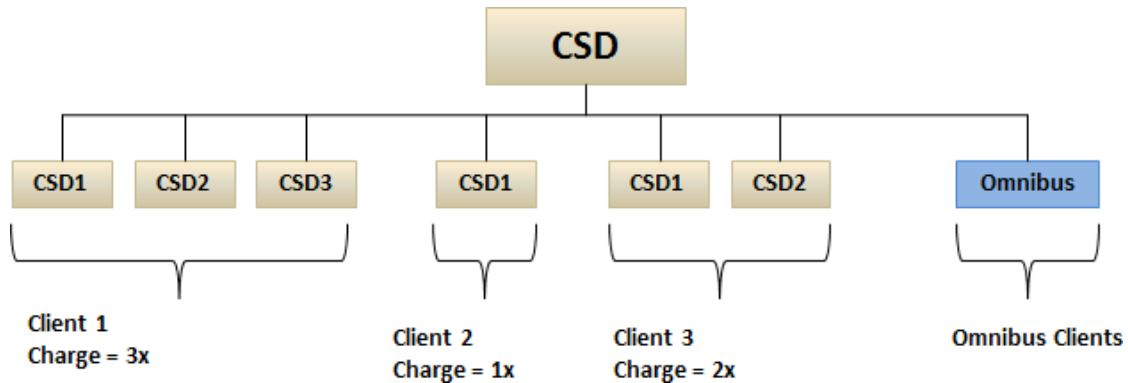 CSD
CSD1
CSD2
CSD3
CSD1
CSD1
CSD2
Omnibus
Client 1
Charge = 3x
Client 2
Charge = 1x
Client 3
Charge = 2x
Omnibus Clients